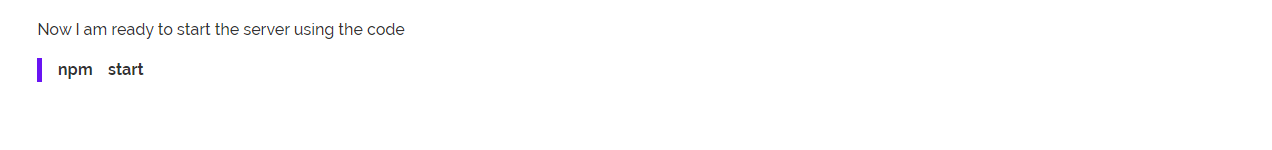 Now I am ready to start the server using the code
npm start